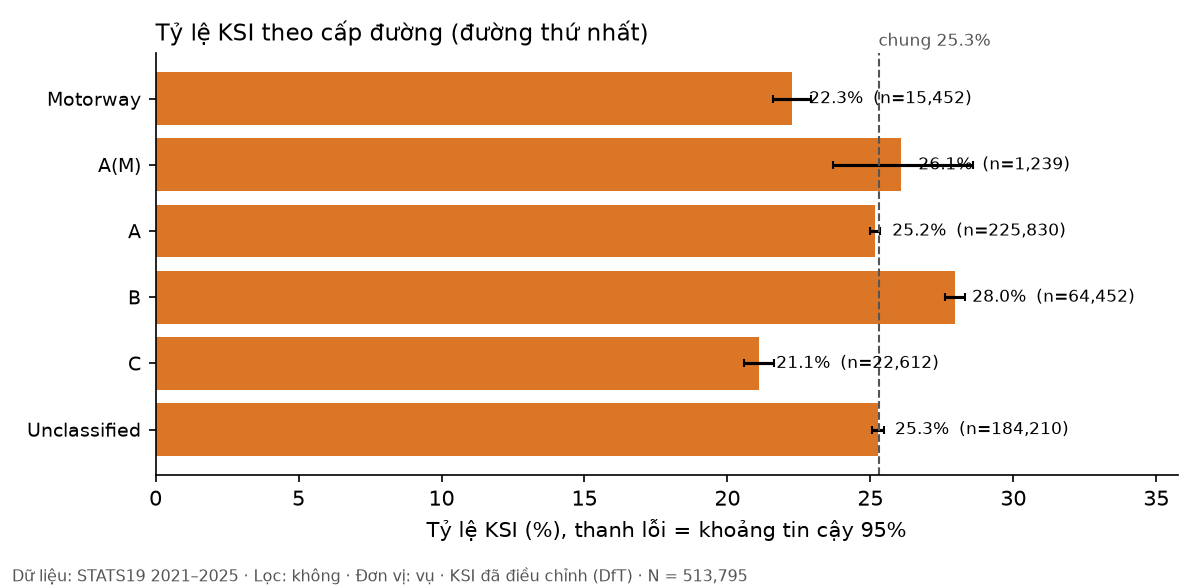 Tỷ lệ KSI theo cấp đường (đường thứ nhất)
chung 25.3%
Motorway 22.3% (n=15,452)
A(M) 26.1% (n=1,239)
A 25.2% (n=225,830)
B 28.0% (n=64,452)
C 21.1% (n=22,612)
Unclassified 25.3% (n=184,210)
0 5 10 15 20 25 30 35
Tỷ lệ KSI (%), thanh lỗi = khoảng tin cậy 95%
Dữ liệu: STATS19 2021–2025 · Lọc: không · Đơn vị: vụ · KSI đã điều chỉnh (DfT) · N = 513,795